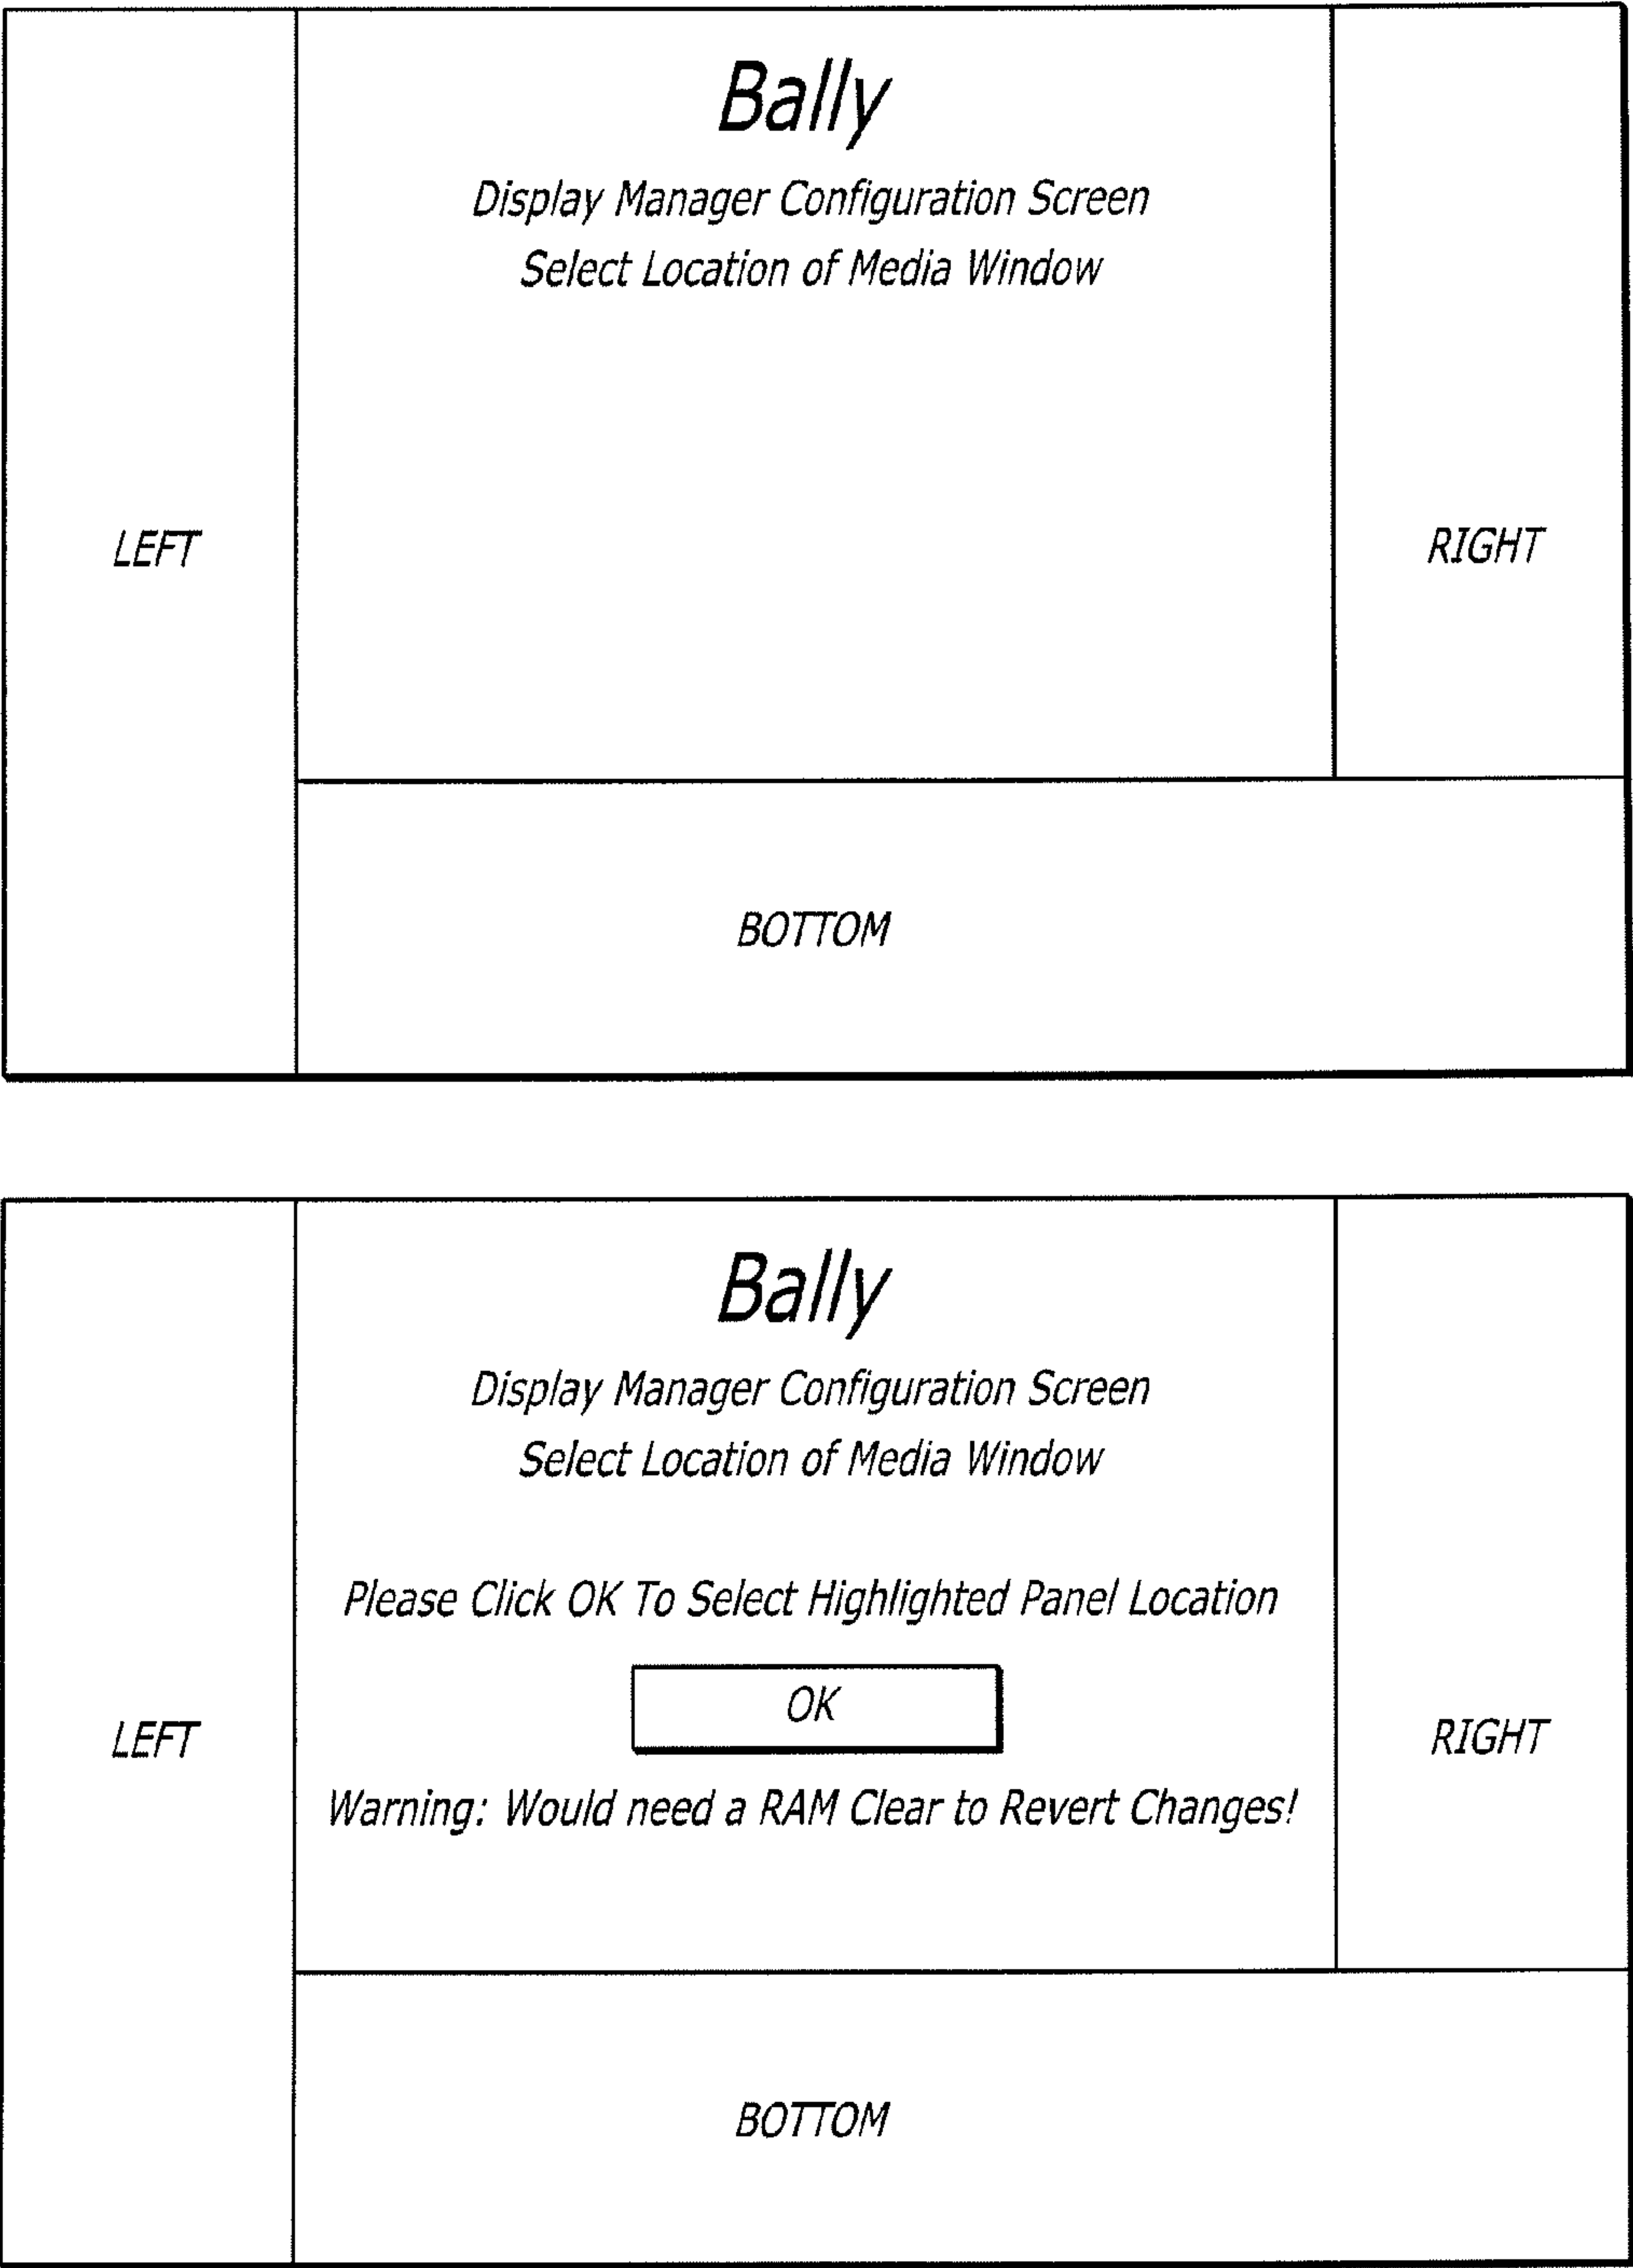 Bally
Display Manager Configuration Screen
Select Location of Media Window
LEFT
RIGHT
BOTTOM
Bally
Display Manager Configuration Screen
Select Location of Media Window
Please Click OK To Select Highlighted Panel Location
OK
LEFT
RIGHT
Warning: Would need a RAM Clear to Revert Changes!
BOTTOM